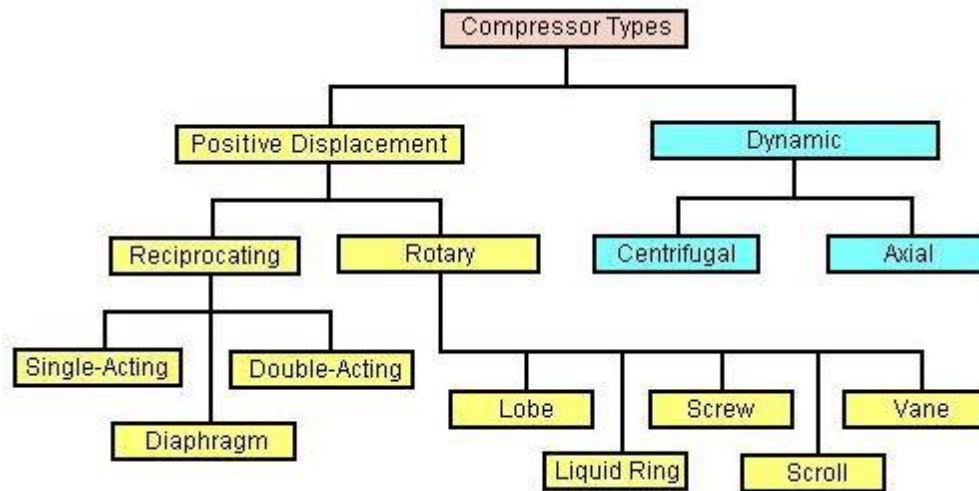 Compressor Types
Positive Displacement
Dynamic
Reciprocating
Rotary
Centrifugal
Axial
Single-Acting
Double-Acting
Diaphragm
Lobe
Screw
Vane
Liquid Ring
Scroll